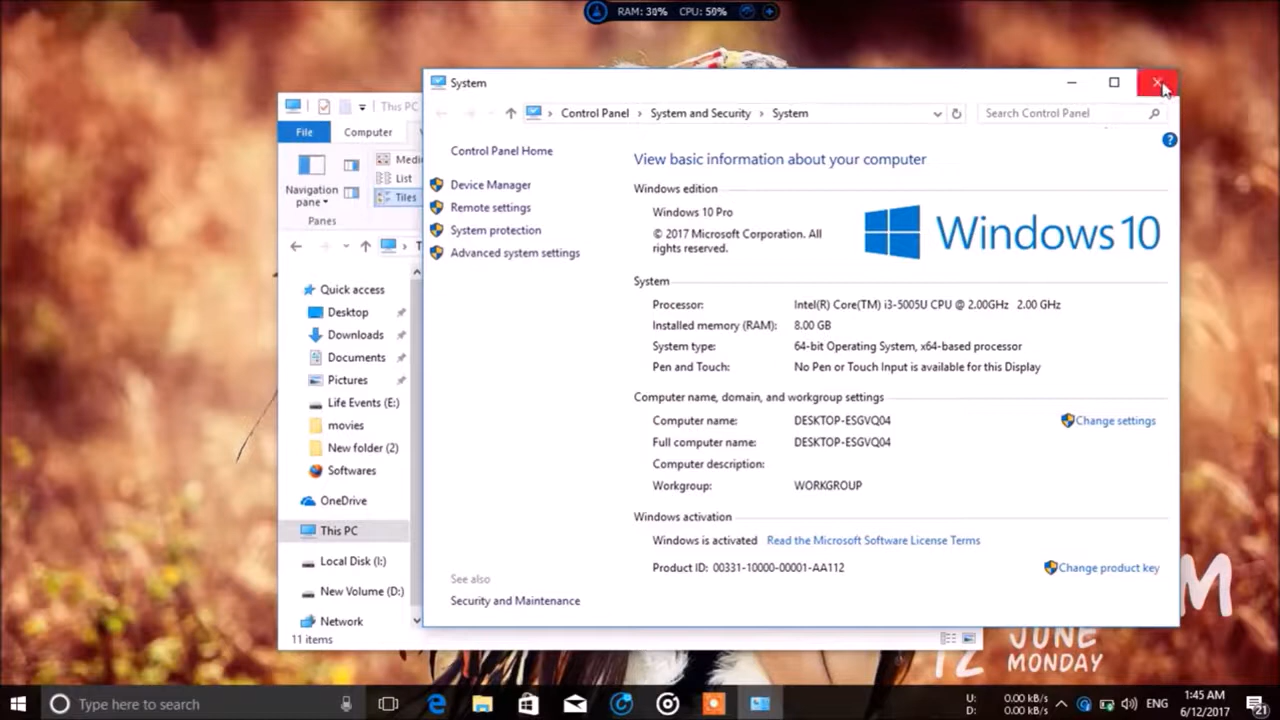 RAM: 30% CPU: 50%
System
Control Panel › System and Security › System
Search Control Panel
Control Panel Home
Device Manager
Remote settings
System protection
Advanced system settings
See also
Security and Maintenance
View basic information about your computer
Windows edition
Windows 10 Pro
© 2017 Microsoft Corporation. All
rights reserved.
Windows 10
System
Processor: Intel(R) Core(TM) i3-5005U CPU @ 2.00GHz 2.00 GHz
Installed memory (RAM): 8.00 GB
System type: 64-bit Operating System, x64-based processor
Pen and Touch: No Pen or Touch Input is available for this Display
Computer name, domain, and workgroup settings
Computer name: DESKTOP-ESGVQ04 Change settings
Full computer name: DESKTOP-ESGVQ04
Computer description:
Workgroup: WORKGROUP
Windows activation
Windows is activated Read the Microsoft Software License Terms
Product ID: 00331-10000-00001-AA112 Change product key
This PC
File Computer
Navigation
pane
List
Tiles
Panes
Quick access
Desktop
Downloads
Documents
Pictures
Life Events (E:)
movies
New folder (2)
Softwares
OneDrive
This PC
Local Disk (I:)
New Volume (D:)
Network
11 items
12 JUNE
MONDAY
Type here to search
U: 0.00 kB/s
D: 0.00 kB/s
ENG
1:45 AM
6/12/2017
21